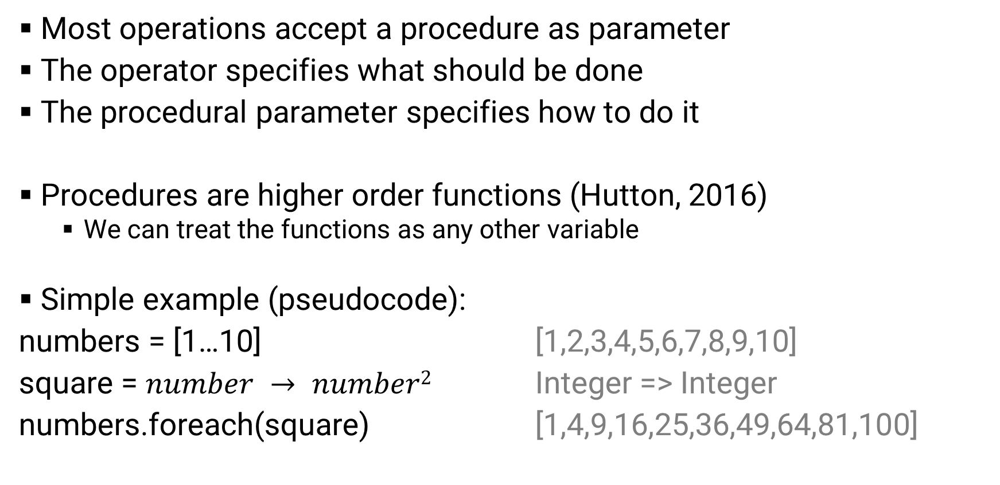 ▪ Most operations accept a procedure as parameter
▪ The operator specifies what should be done
▪ The procedural parameter specifies how to do it
▪ Procedures are higher order functions (Hutton, 2016)
▪ We can treat the functions as any other variable
▪ Simple example (pseudocode):
numbers = [1…10] [1,2,3,4,5,6,7,8,9,10]
square = number → number² Integer => Integer
numbers.foreach(square) [1,4,9,16,25,36,49,64,81,100]